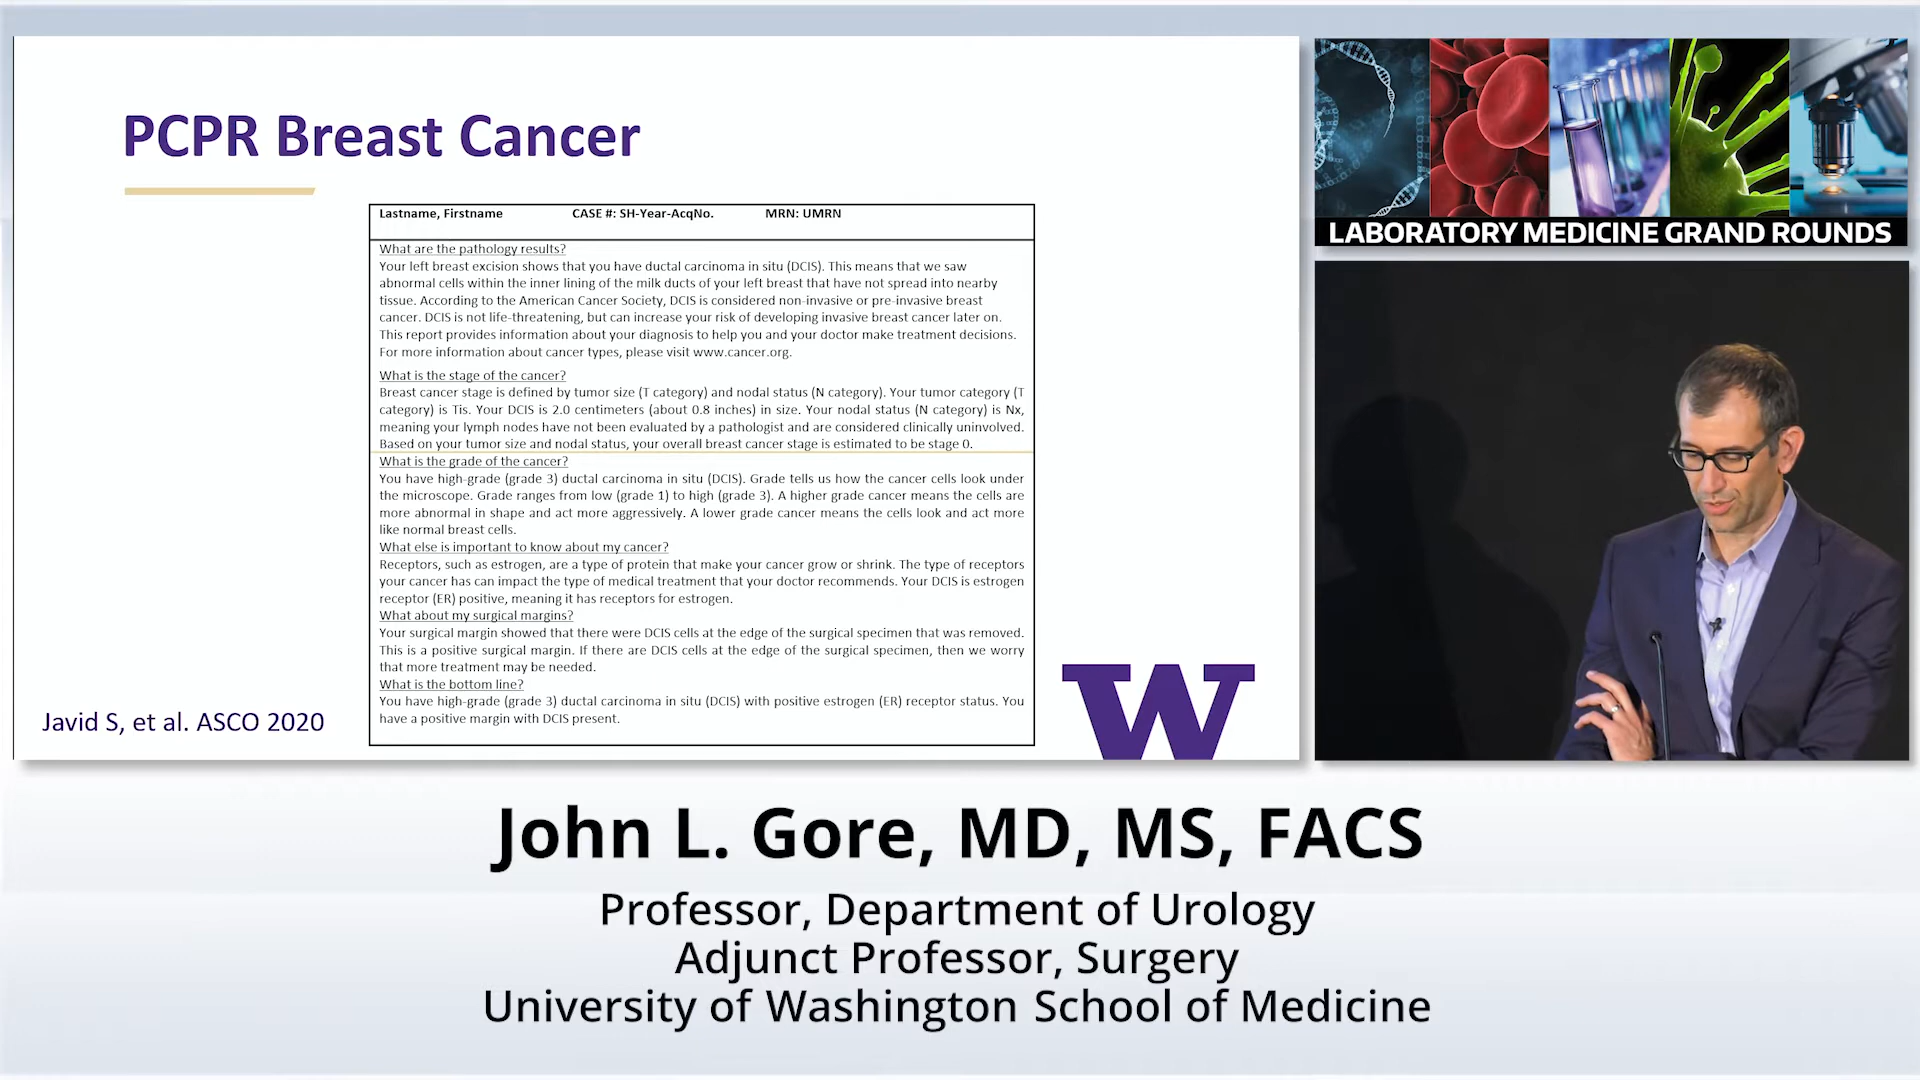 PCPR Breast Cancer
Lastname, Firstname CASE #: SH-Year-AcqNo. MRN: UMRN
What are the pathology results?
Your left breast excision shows that you have ductal carcinoma in situ (DCIS). This means that we saw
abnormal cells within the inner lining of the milk ducts of your left breast that have not spread into nearby
tissue. According to the American Cancer Society, DCIS is considered non-invasive or pre-invasive breast
cancer. DCIS is not life-threatening, but can increase your risk of developing invasive breast cancer later on.
This report provides information about your diagnosis to help you and your doctor make treatment decisions.
For more information about cancer types, please visit www.cancer.org.
What is the stage of the cancer?
Breast cancer stage is defined by tumor size (T category) and nodal status (N category). Your tumor category (T
category) is Tis. Your DCIS is 2.0 centimeters (about 0.8 inches) in size. Your nodal status (N category) is Nx,
meaning your lymph nodes have not been evaluated by a pathologist and are considered clinically uninvolved.
Based on your tumor size and nodal status, your overall breast cancer stage is estimated to be stage 0.
What is the grade of the cancer?
You have high-grade (grade 3) ductal carcinoma in situ (DCIS). Grade tells us how the cancer cells look under
the microscope. Grade ranges from low (grade 1) to high (grade 3). A higher grade cancer means the cells are
more abnormal in shape and act more aggressively. A lower grade cancer means the cells look and act more
like normal breast cells.
What else is important to know about my cancer?
Receptors, such as estrogen, are a type of protein that make your cancer grow or shrink. The type of receptors
your cancer has can impact the type of medical treatment that your doctor recommends. Your DCIS is estrogen
receptor (ER) positive, meaning it has receptors for estrogen.
What about my surgical margins?
Your surgical margin showed that there were DCIS cells at the edge of the surgical specimen that was removed.
This is a positive surgical margin. If there are DCIS cells at the edge of the surgical specimen, then we worry
that more treatment may be needed.
What is the bottom line?
You have high-grade (grade 3) ductal carcinoma in situ (DCIS) with positive estrogen (ER) receptor status. You
have a positive margin with DCIS present.
Javid S, et al. ASCO 2020
W
LABORATORY MEDICINE GRAND ROUNDS
John L. Gore, MD, MS, FACS
Professor, Department of Urology
Adjunct Professor, Surgery
University of Washington School of Medicine